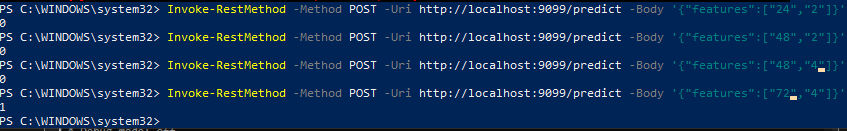 PS C:\WINDOWS\system32> Invoke-RestMethod -Method POST -Uri http://localhost:9099/predict -Body '{"features":["24","2"]}'
0
PS C:\WINDOWS\system32> Invoke-RestMethod -Method POST -Uri http://localhost:9099/predict -Body '{"features":["48","2"]}'
0
PS C:\WINDOWS\system32> Invoke-RestMethod -Method POST -Uri http://localhost:9099/predict -Body '{"features":["48","4"]}'
0
PS C:\WINDOWS\system32> Invoke-RestMethod -Method POST -Uri http://localhost:9099/predict -Body '{"features":["72","4"]}'
1
PS C:\WINDOWS\system32>
Debug mode: off